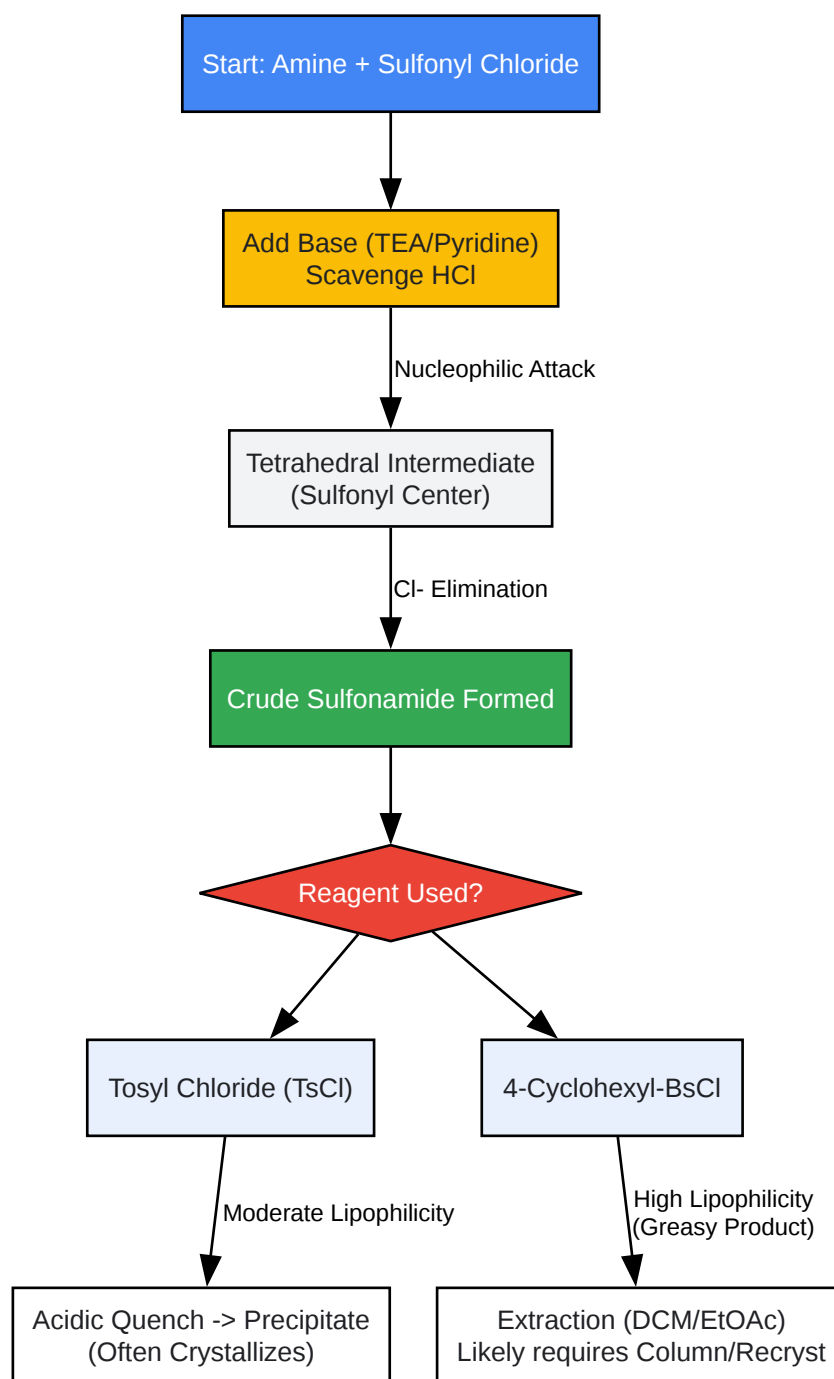 Start: Amine + Sulfonyl Chloride
Add Base (TEA/Pyridine)
Scavenge HCl
Nucleophilic Attack
Tetrahedral Intermediate
(Sulfonyl Center)
Cl- Elimination
Crude Sulfonamide Formed
Reagent Used?
Tosyl Chloride (TsCl)
4-Cyclohexyl-BsCl
Moderate Lipophilicity
High Lipophilicity
(Greasy Product)
Acidic Quench -> Precipitate
(Often Crystallizes)
Extraction (DCM/EtOAc)
Likely requires Column/Recryst